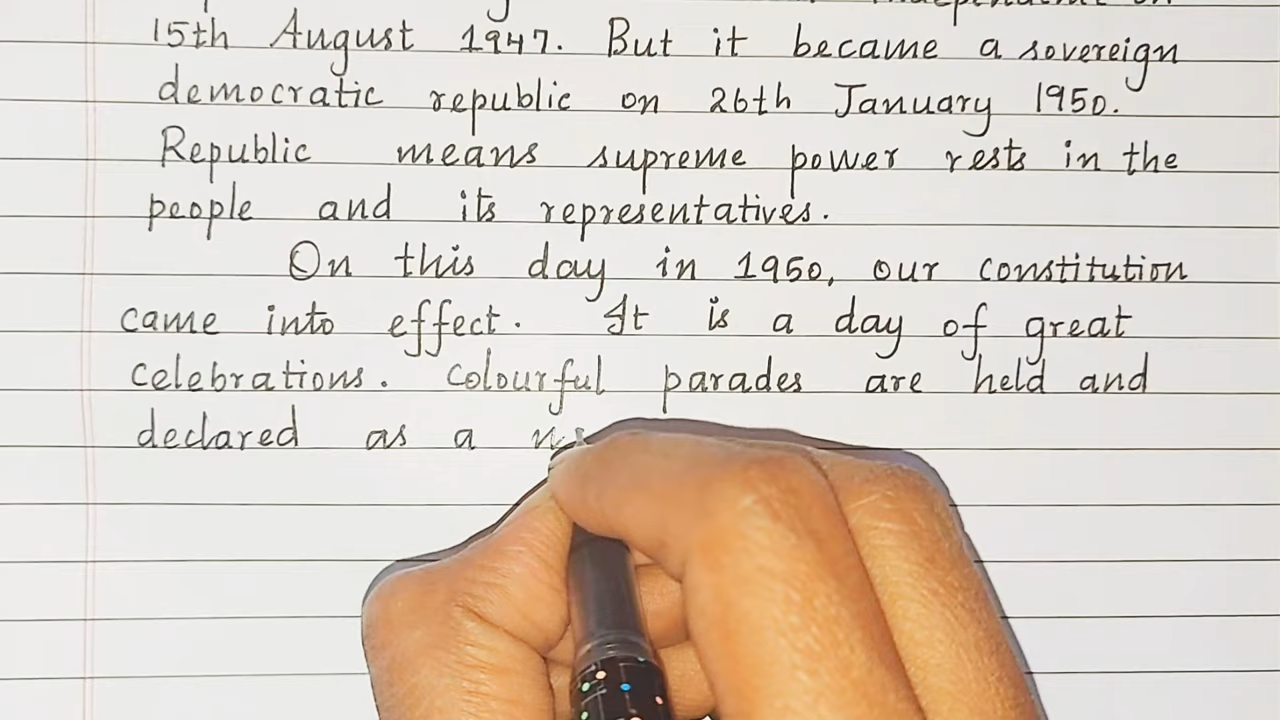 15th August 1947. But it became a sovereign
democratic republic on 26th January 1950.
Republic means supreme power rests in the
people and its representatives.
On this day in 1950, our constitution
came into effect. It is a day of great
celebrations. Colourful parades are held and
declared as a